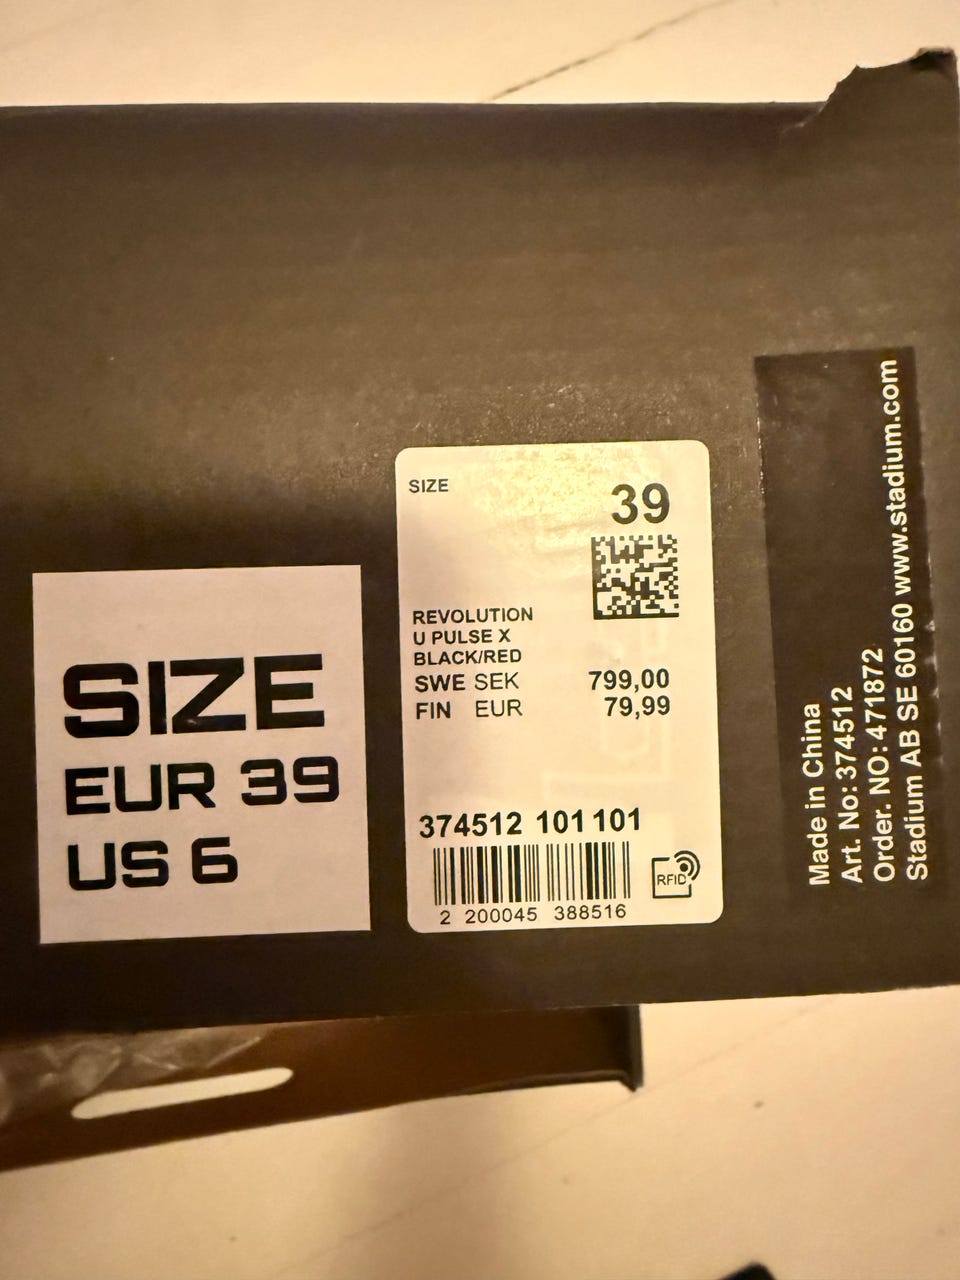 SIZE
EUR 39
US 6
SIZE
39
REVOLUTION
U PULSE X
BLACK/RED
SWE SEK 799,00
FIN EUR 79,99
374512 101 101
RFID
2 200045 388516
Made in China
Art. No: 374512
Order. NO: 471872
Stadium AB SE 60160 www.stadium.com